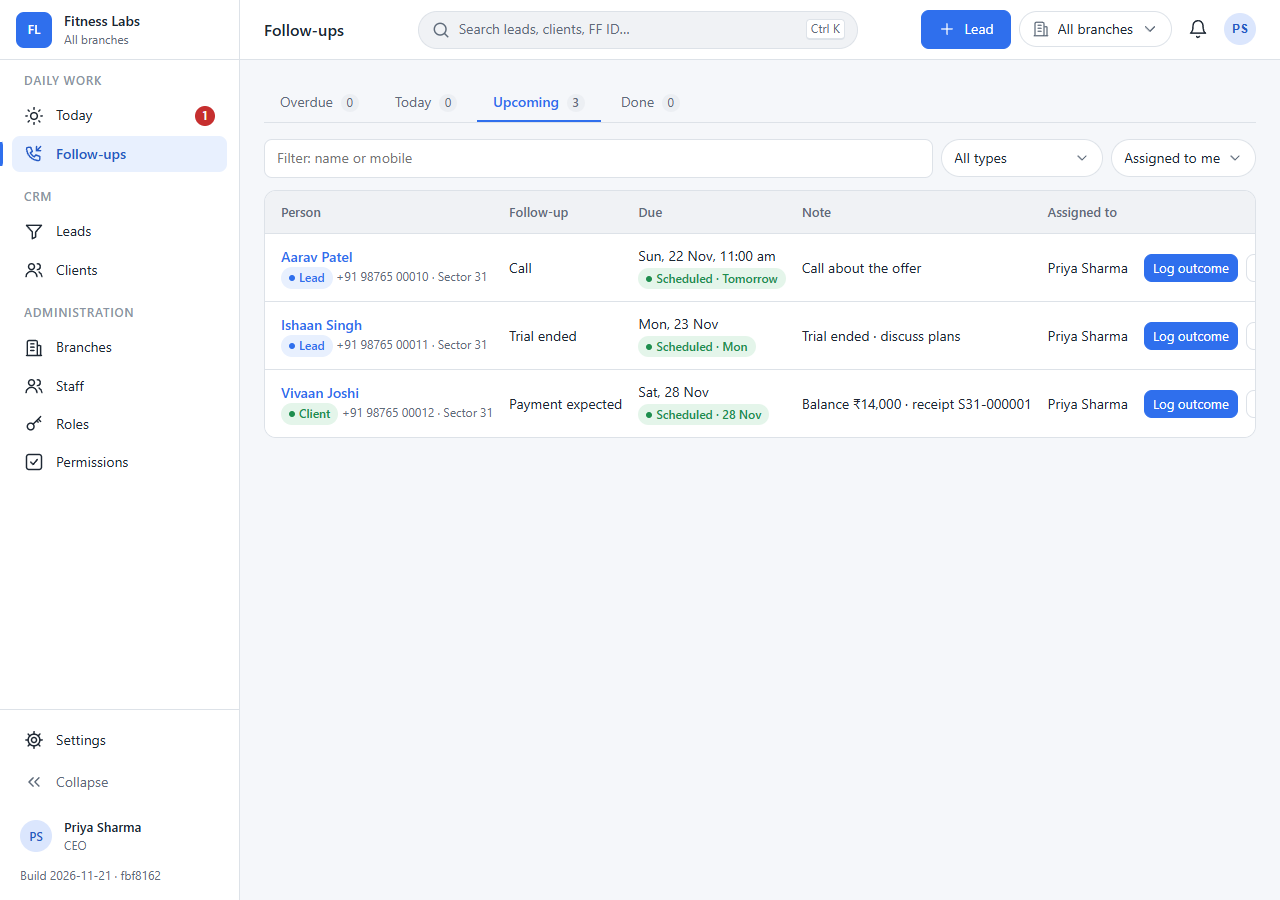 FL
Fitness Labs
All branches
DAILY WORK
Today 1
Follow-ups
CRM
Leads
Clients
ADMINISTRATION
Branches
Staff
Roles
Permissions
Settings
Collapse
PS
Priya Sharma
CEO
Build 2026-11-21 · fbf8162
Follow-ups
Search leads, clients, FF ID...
Ctrl K
Lead
All branches
PS
Overdue 0
Today 0
Upcoming 3
Done 0
Filter: name or mobile
All types
Assigned to me
Person Follow-up Due Note Assigned to
Aarav Patel
Lead +91 98765 00010 · Sector 31
Call
Sun, 22 Nov, 11:00 am
Scheduled · Tomorrow
Call about the offer
Priya Sharma
Log outcome
Ishaan Singh
Lead +91 98765 00011 · Sector 31
Trial ended
Mon, 23 Nov
Scheduled · Mon
Trial ended · discuss plans
Priya Sharma
Log outcome
Vivaan Joshi
Client +91 98765 00012 · Sector 31
Payment expected
Sat, 28 Nov
Scheduled · 28 Nov
Balance ₹14,000 · receipt S31-000001
Priya Sharma
Log outcome